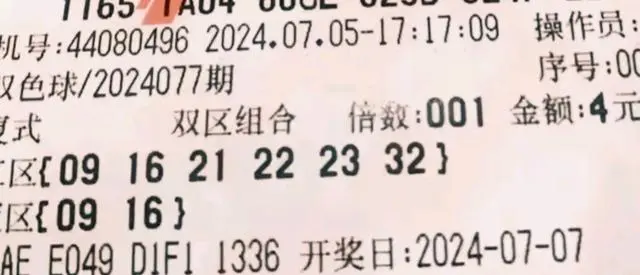 机号:44080496 2024.07.05-17:17:09 操作员:
双色球/2024077期 序号:00
复式 双区组合 倍数:001 金额:4元
区{09 16 21 22 23 32}
区{09 16}
AE E049 D1F1 1336 开奖日:2024-07-07